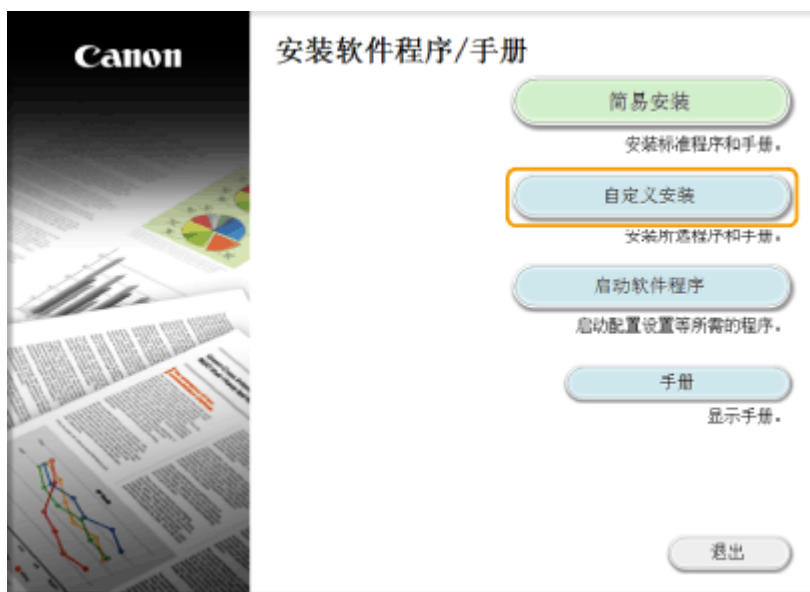 Canon
安装软件程序/手册
简易安装
安装标准程序和手册。
自定义安装
安装所选程序和手册。
启动软件程序
启动配置设置等所需的程序。
手册
显示手册。
退出